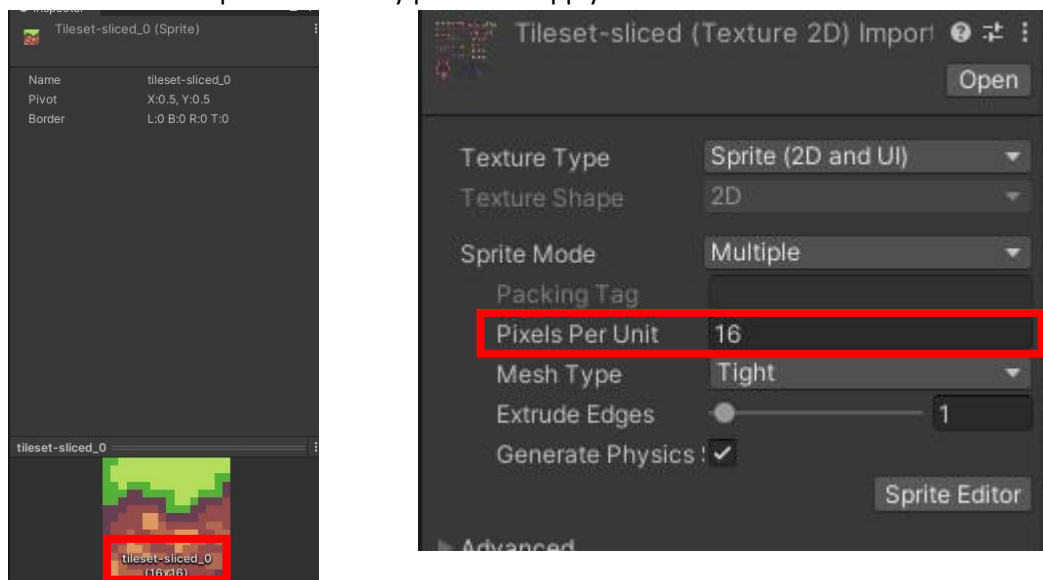 Tileset-sliced_0 (Sprite)
Name tileset-sliced_0
Pivot X:0.5, Y:0.5
Border L:0 B:0 R:0 T:0
tileset-sliced_0
tileset-sliced_0
(16x16)
Tileset-sliced (Texture 2D) Import
Open
Texture Type Sprite (2D and UI)
Texture Shape 2D
Sprite Mode Multiple
Packing Tag
Pixels Per Unit 16
Mesh Type Tight
Extrude Edges 1
Generate Physics
Sprite Editor
Advanced